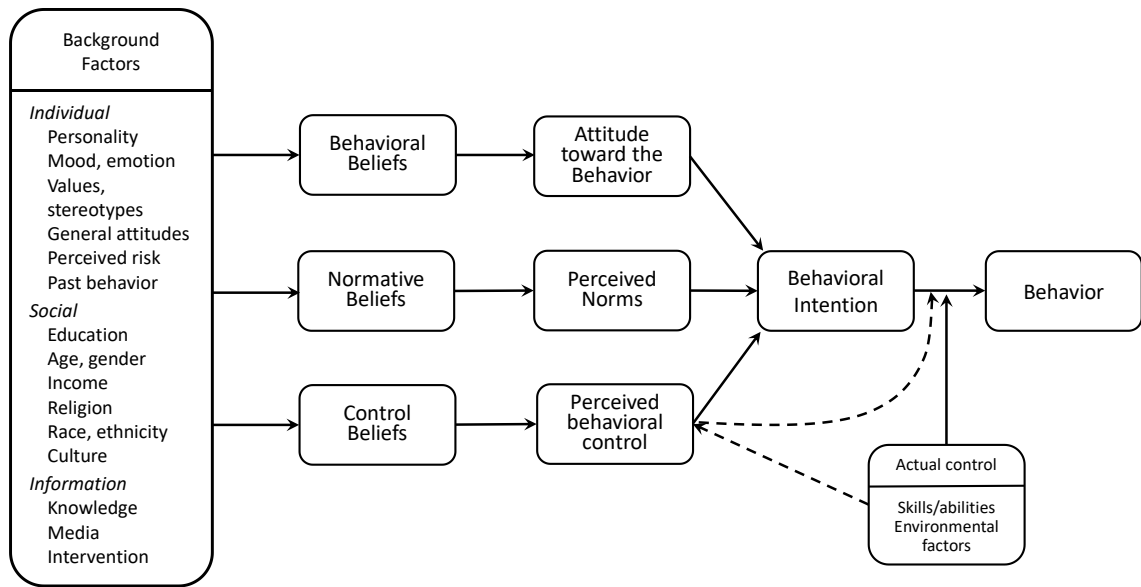 Background
Factors
Individual
Personality
Mood, emotion
Values,
stereotypes
General attitudes
Perceived risk
Past behavior
Social
Education
Age, gender
Income
Religion
Race, ethnicity
Culture
Information
Knowledge
Media
Intervention
Behavioral
Beliefs
Attitude
toward the
Behavior
Normative
Beliefs
Perceived
Norms
Behavioral
Intention
Behavior
Control
Beliefs
Perceived
behavioral
control
Actual control
Skills/abilities
Environmental
factors